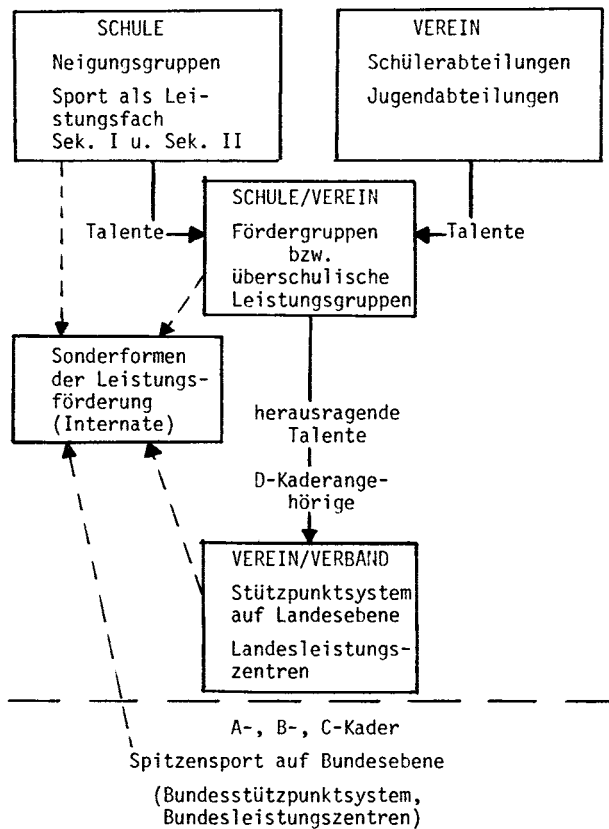 SCHULE
Neigungsgruppen
Sport als Lei-
stungsfach
Sek. I u. Sek. II
VEREIN
Schülerabteilungen
Jugendabteilungen
Talente
SCHULE/VEREIN
Fördergruppen
bzw.
überschulische
Leistungsgruppen
Talente
Sonderformen
der Leistungs-
förderung
(Internate)
herausragende
Talente
D-Kaderange-
hörige
VEREIN/VERBAND
Stützpunktsystem
auf Landesebene
Landesleistungs-
zentren
A-, B-, C-Kader
Spitzensport auf Bundesebene
(Bundesstützpunktsystem,
Bundesleistungszentren)